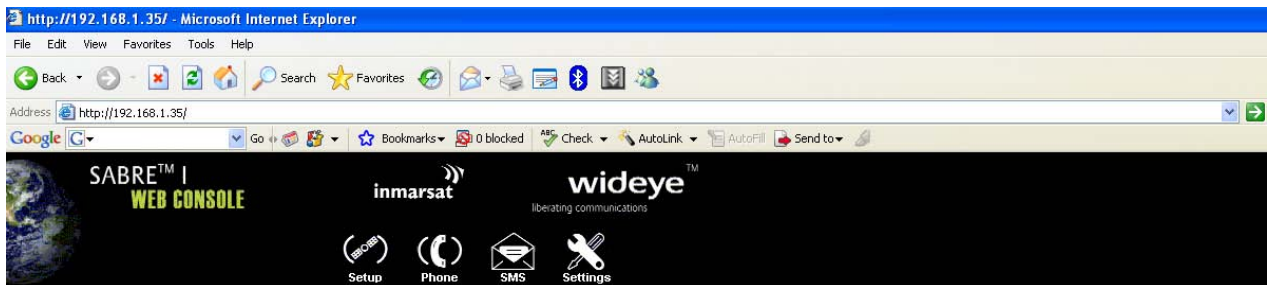 http://192.168.1.35/ - Microsoft Internet Explorer
File Edit View Favorites Tools Help
Back Search Favorites
Address http://192.168.1.35/
Google G Go Bookmarks 0 blocked ABC Check AutoLink AutoFill Send to
SABRE™ I
WEB CONSOLE
inmarsat
wideye™
liberating communications
Setup Phone SMS Settings